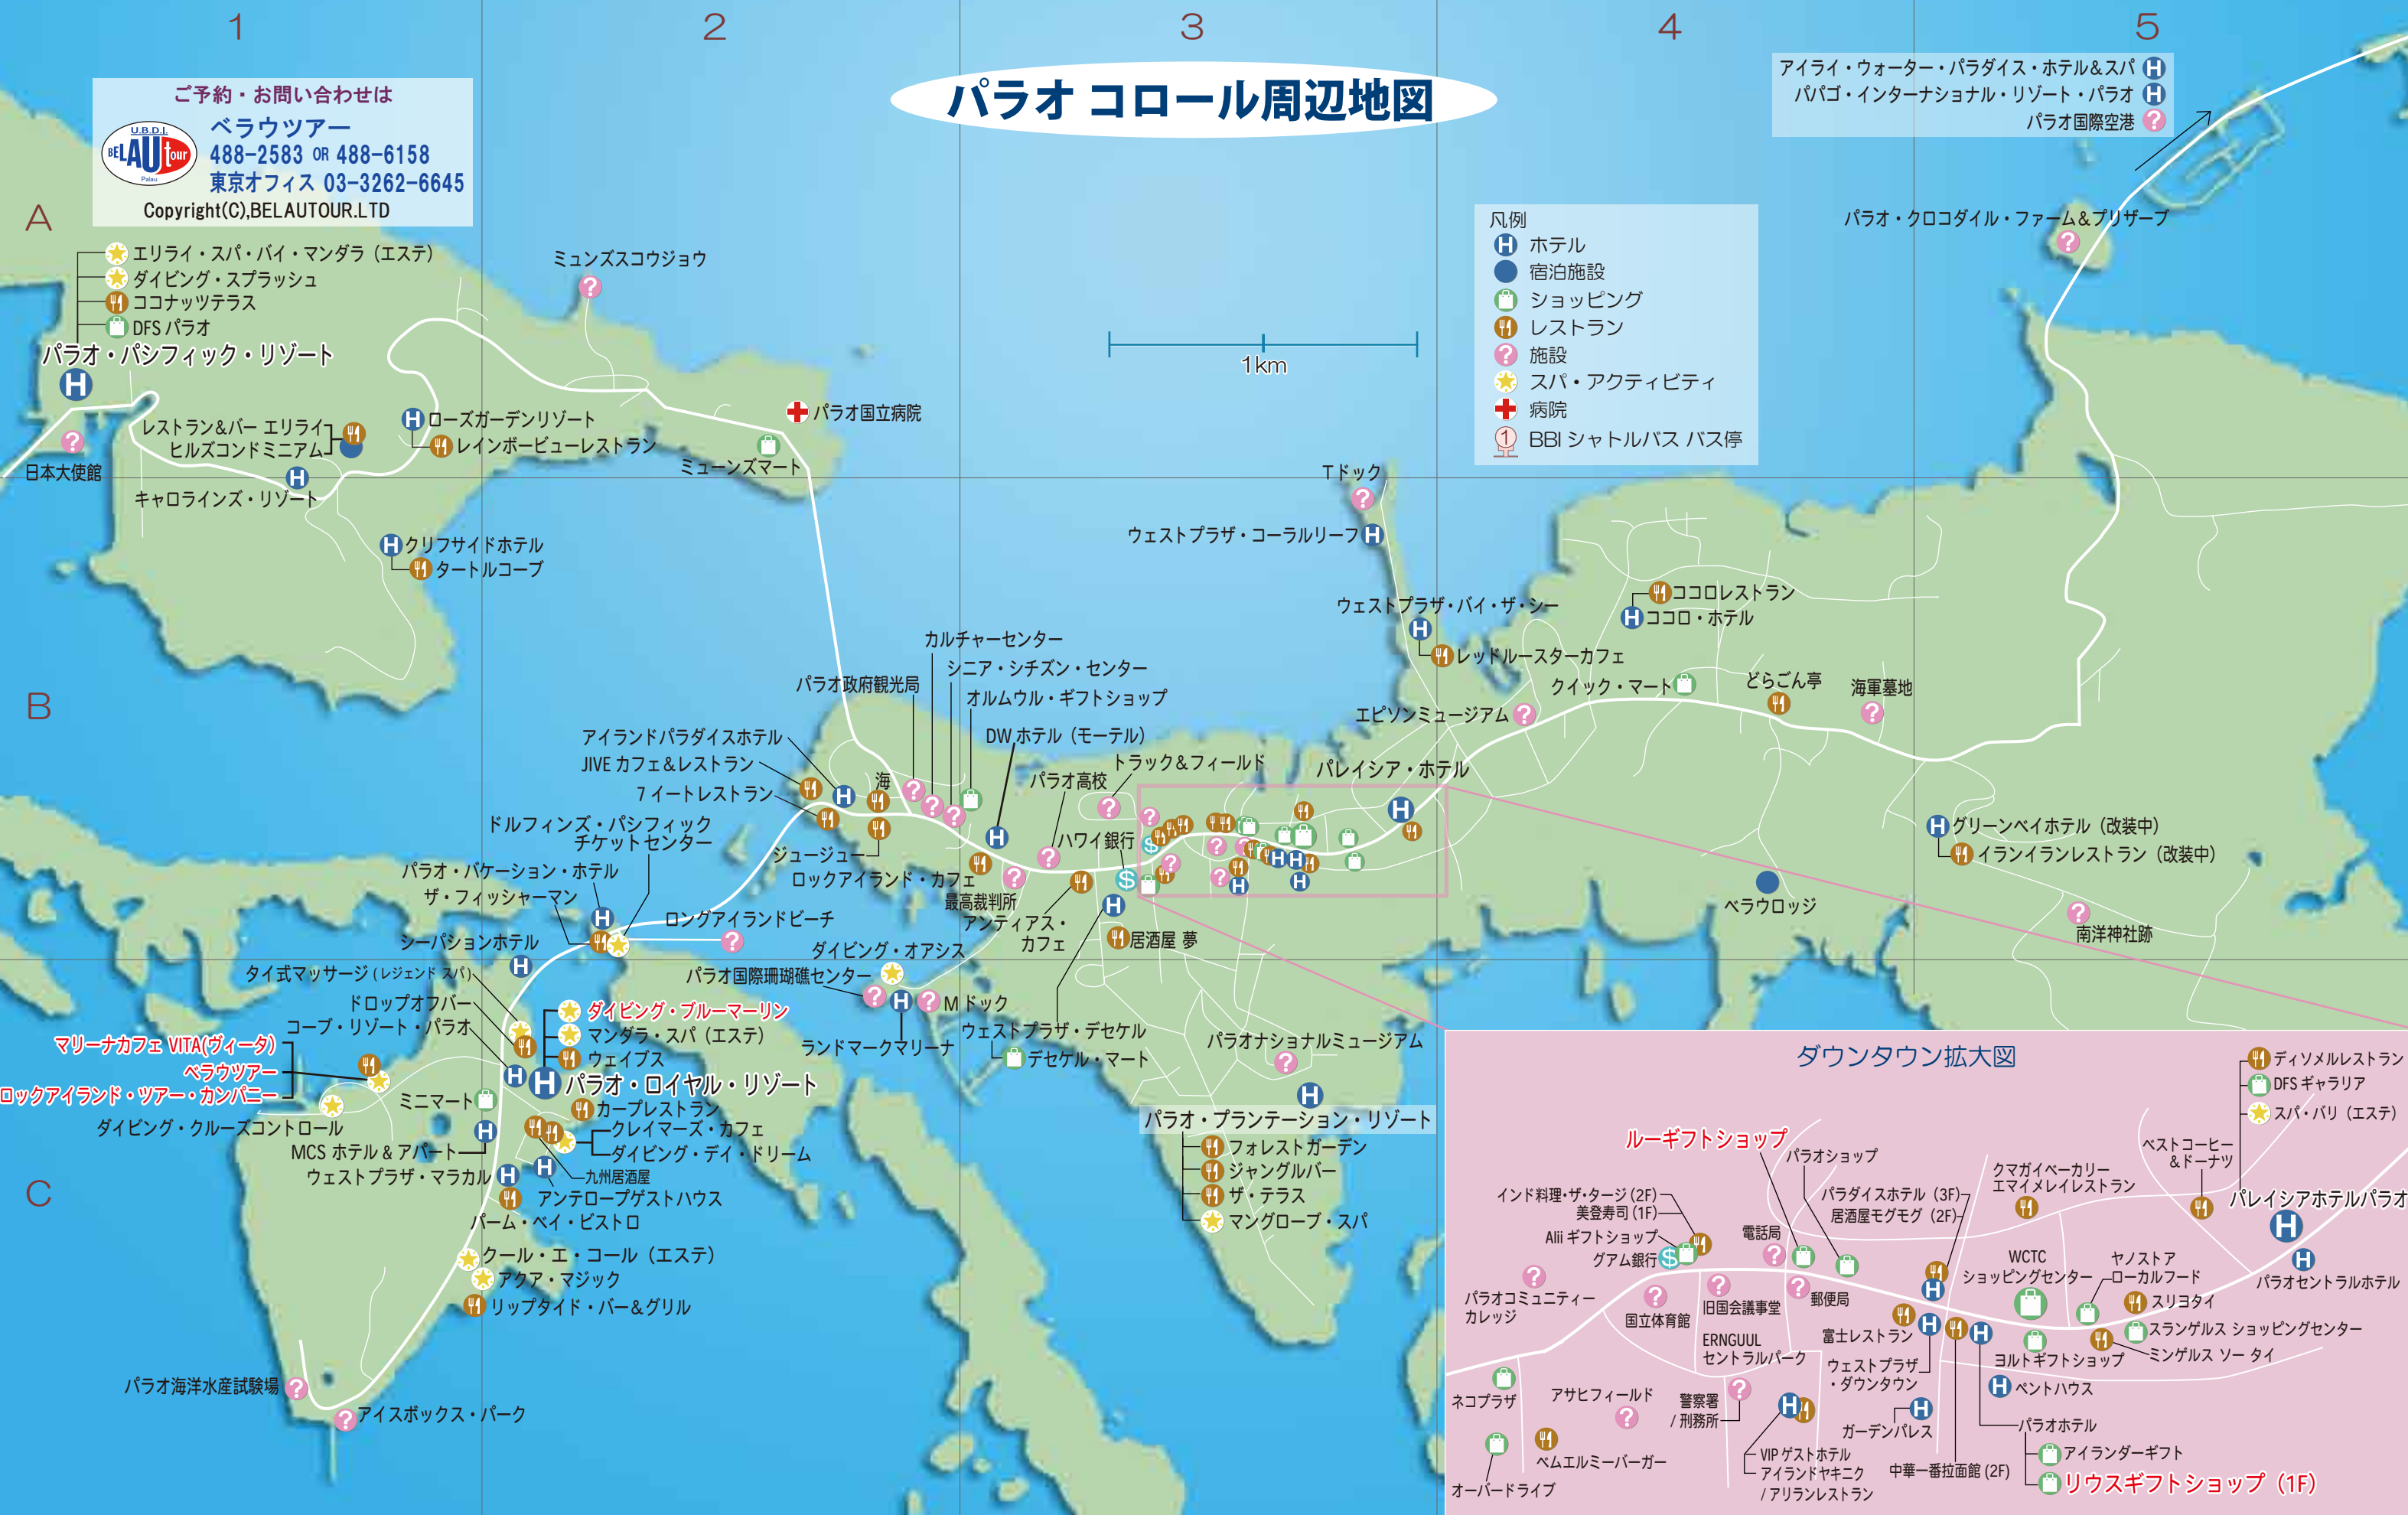 1
2
3
4
5
A
B
C
パラオ コロール周辺地図
ご予約・お問い合わせは
U.B.D.I.
BELAU tour
Palau
ベラウツアー
488-2583 OR 488-6158
東京オフィス 03-3262-6645
Copyright(C),BELAUTOUR.LTD
アイライ・ウォーター・パラダイス・ホテル&スパ
パパゴ・インターナショナル・リゾート・パラオ
パラオ国際空港
パラオ・クロコダイル・ファーム&プリザーブ
凡例
ホテル
宿泊施設
ショッピング
レストラン
施設
スパ・アクティビティ
病院
1 BBI シャトルバス バス停
1km
エリライ・スパ・バイ・マンダラ（エステ）
ダイビング・スプラッシュ
ココナッツテラス
DFS パラオ
パラオ・パシフィック・リゾート
日本大使館
レストラン&バー エリライ
ヒルズコンドミニアム
キャロラインズ・リゾート
ローズガーデンリゾート
レインボービューレストラン
クリフサイドホテル
タートルコーブ
ミュンズスコウジョウ
パラオ国立病院
ミューンズマート
Tドック
ウェストプラザ・コーラルリーフ
ウェストプラザ・バイ・ザ・シー
レッドルースターカフェ
ココロレストラン
ココロ・ホテル
クイック・マート
どらごん亭
海軍墓地
エピソンミュージアム
カルチャーセンター
シニア・シチズン・センター
パラオ政府観光局
オルムウル・ギフトショップ
DW ホテル（モーテル）
アイランドパラダイスホテル
JIVE カフェ&レストラン
7 イートレストラン
海
ジュージュー
ロックアイランド・カフェ
パラオ高校
トラック&フィールド
パレイシア・ホテル
ハワイ銀行
最高裁判所
アンティアス・
カフェ
居酒屋 夢
ドルフィンズ・パシフィック
チケットセンター
パラオ・バケーション・ホテル
ザ・フィッシャーマン
ロングアイランドビーチ
シーパションホテル
ダイビング・オアシス
パラオ国際珊瑚礁センター
Mドック
ランドマークマリーナ
ウェストプラザ・デセケル
デセケル・マート
グリーンベイホテル（改装中）
イランイランレストラン（改装中）
ベラウロッジ
南洋神社跡
タイ式マッサージ（レジェンド スパ）
ドロップオフバー
コーブ・リゾート・パラオ
マリーナカフェ VITA(ヴィータ)
ベラウツアー
ロックアイランド・ツアー・カンパニー
ダイビング・クルーズコントロール
ダイビング・ブルーマーリン
マンダラ・スパ（エステ）
ウェイブス
パラオ・ロイヤル・リゾート
ミニマート
カープレストラン
クレイマーズ・カフェ
ダイビング・デイ・ドリーム
MCS ホテル & アパート
ウェストプラザ・マラカル
九州居酒屋
アンテロープゲストハウス
パーム・ベイ・ビストロ
クール・エ・コール（エステ）
アクア・マジック
リップタイド・バー&グリル
パラオ海洋水産試験場
アイスボックス・パーク
パラオナショナルミュージアム
パラオ・プランテーション・リゾート
フォレストガーデン
ジャングルバー
ザ・テラス
マングローブ・スパ
ダウンタウン拡大図
ディソメルレストラン
DFS ギャラリア
スパ・バリ（エステ）
ルーギフトショップ
パラオショップ
ベストコーヒー
&ドーナツ
クマガイベーカリー
エマイメレイレストラン
インド料理・ザ・タージ (2F)
美登寿司 (1F)
パラダイスホテル（3F)
居酒屋モグモグ（2F)
パレイシアホテルパラオ
Alii ギフトショップ
グアム銀行
電話局
WCTC
ショッピングセンター
ヤノストア
ローカルフード
パラオセントラルホテル
パラオコミュニティー
カレッジ
国立体育館
旧国会議事堂
郵便局
スリヨタイ
富士レストラン
スランゲルス ショッピングセンター
ERNGUUL
セントラルパーク
ヨルトギフトショップ
ミンゲルス ソー タイ
ウェストプラザ
・ダウンタウン
ペントハウス
ネコプラザ
アサヒフィールド
警察署
/ 刑務所
ガーデンパレス
パラオホテル
ベムエルミーバーガー
VIP ゲストホテル
アイランドヤキニク
/ アリランレストラン
中華一番拉面館 (2F)
アイランダーギフト
オーバードライブ
リウスギフトショップ（1F）